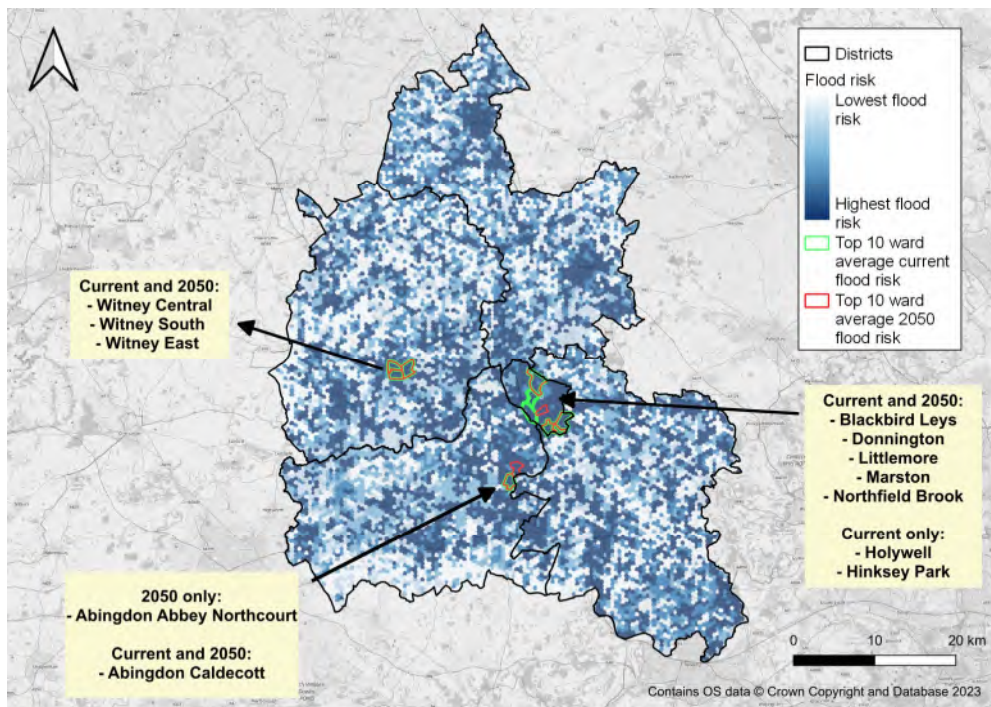 Districts
Flood risk
Lowest flood
risk
Highest flood
risk
Top 10 ward
average current
flood risk
Top 10 ward
average 2050
flood risk
Current and 2050:
- Witney Central
- Witney South
- Witney East
Current and 2050:
- Blackbird Leys
- Donnington
- Littlemore
- Marston
- Northfield Brook
Current only:
- Holywell
- Hinksey Park
2050 only:
- Abingdon Abbey Northcourt
Current and 2050:
- Abingdon Caldecott
0 10 20 km
Contains OS data © Crown Copyright and Database 2023